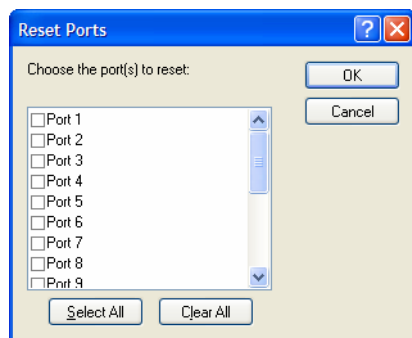 Reset Ports
Choose the port(s) to reset:
OK
Cancel
Port 1
Port 2
Port 3
Port 4
Port 5
Port 6
Port 7
Port 8
Port 9
Select All
Clear All